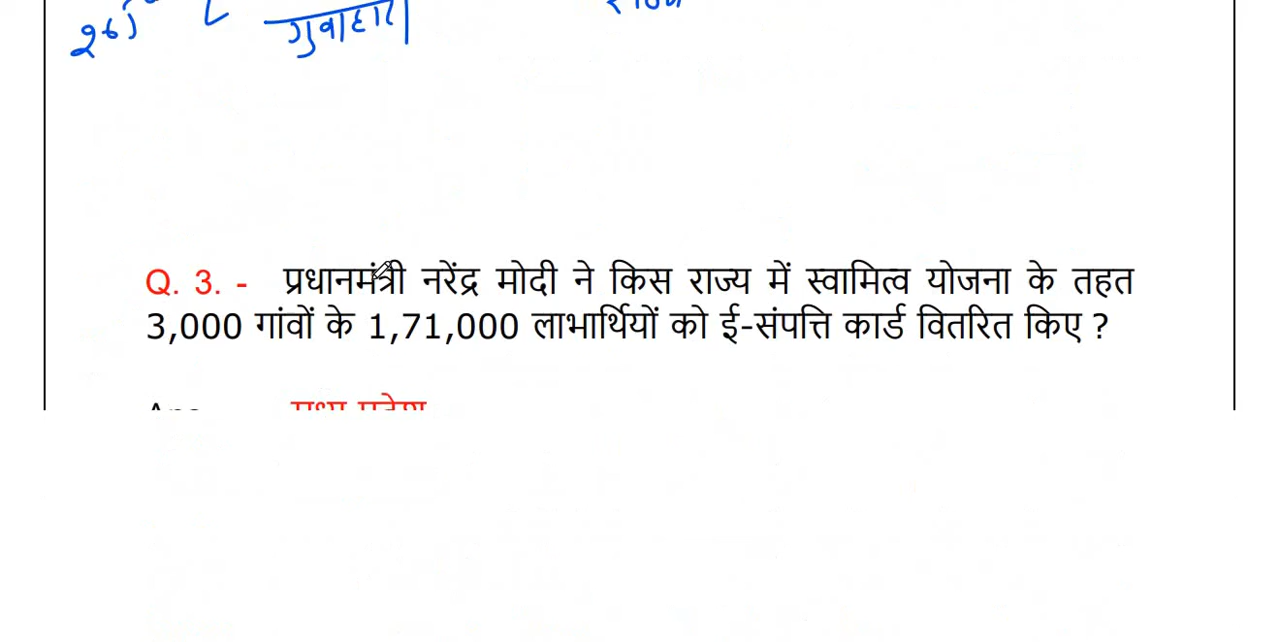 गुवाहाटी
Q. 3. - प्रधानमंत्री नरेंद्र मोदी ने किस राज्य में स्वामित्व योजना के तहत
3,000 गांवों के 1,71,000 लाभार्थियों को ई-संपत्ति कार्ड वितरित किए ?